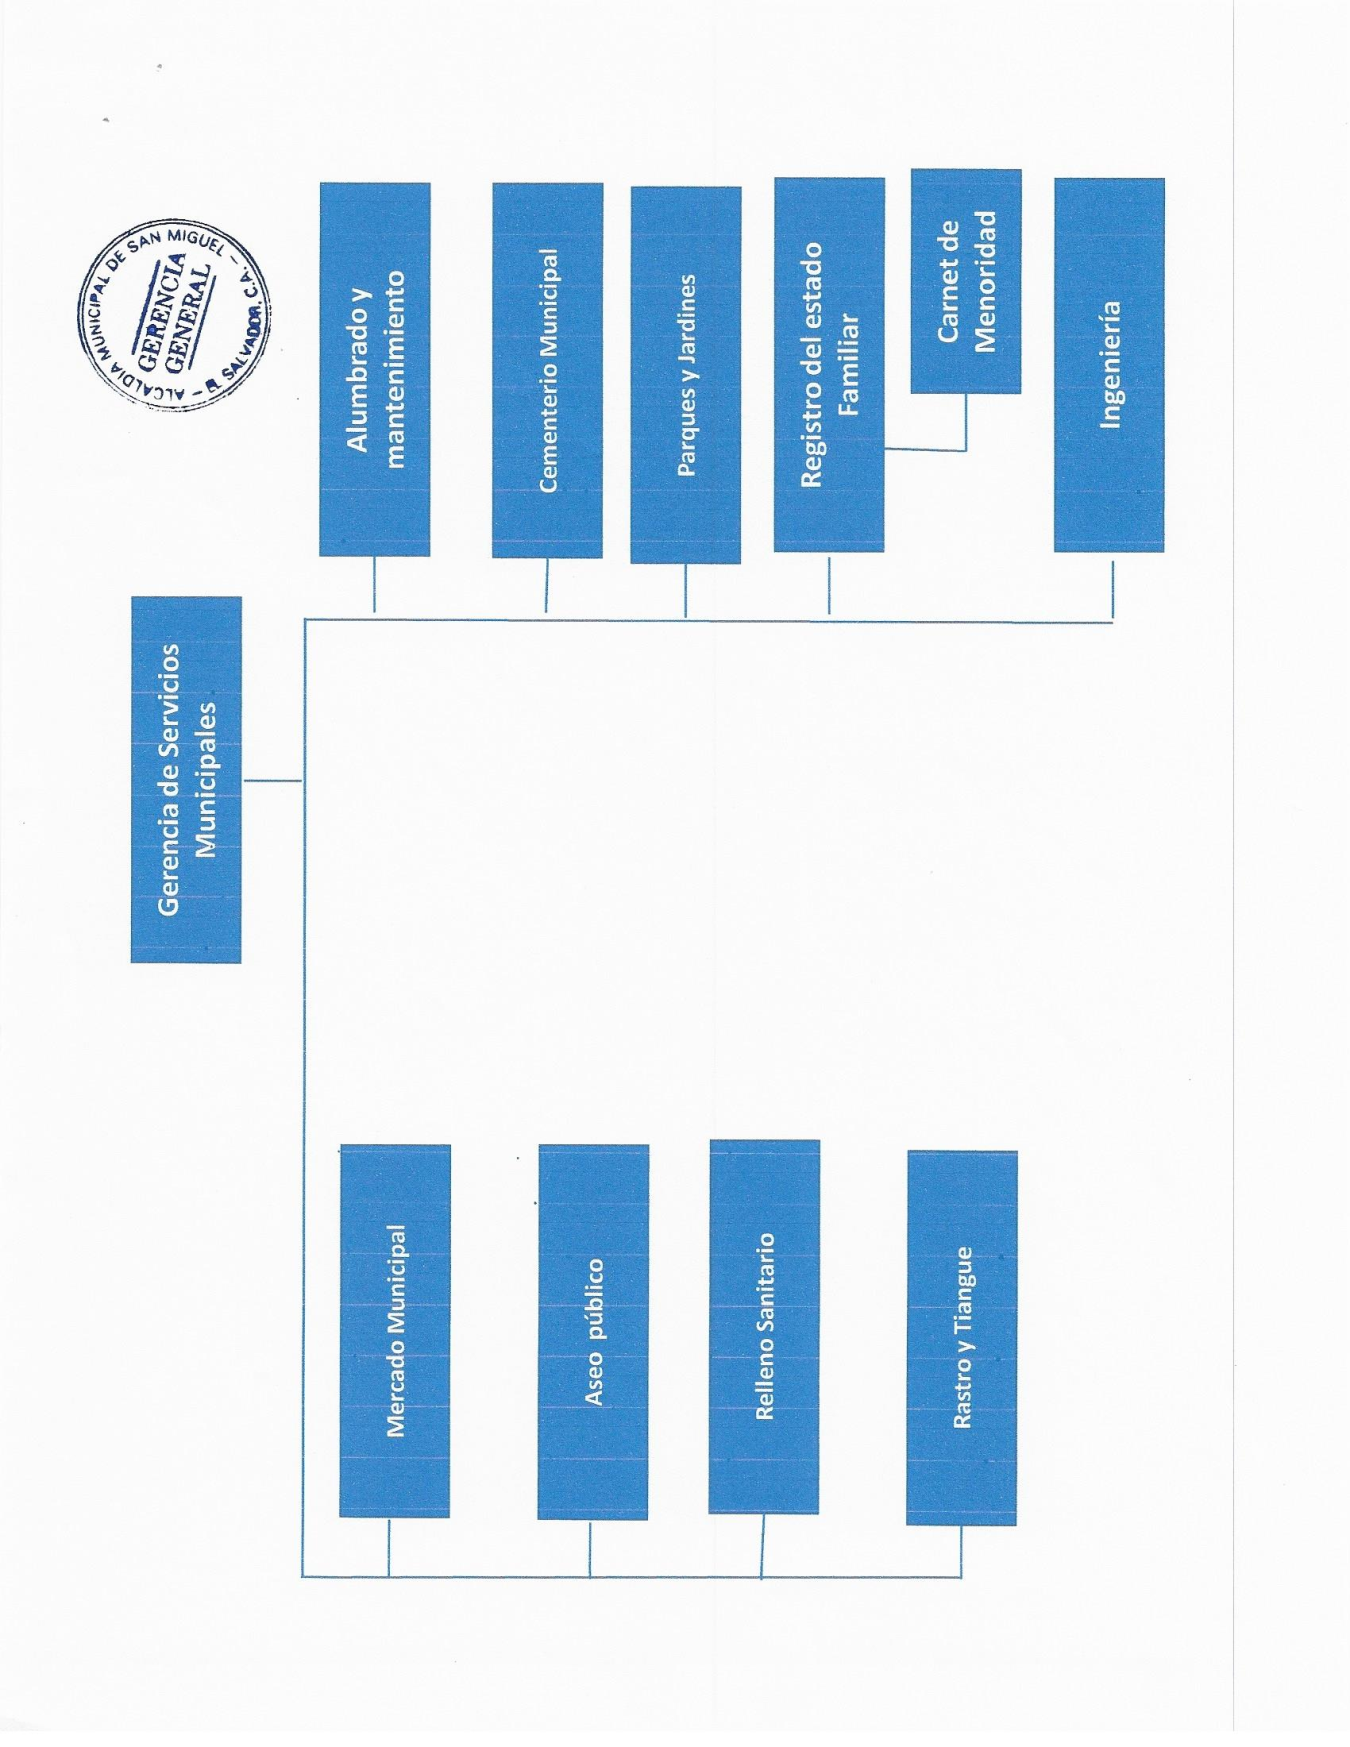 ALCALDIA MUNICIPAL DE SAN MIGUEL –
GERENCIA
GENERAL
– EL SALVADOR, C.A. –
Gerencia de Servicios
Municipales
Mercado Municipal
Aseo público
Relleno Sanitario
Rastro y Tiangue
Alumbrado y
mantenimiento
Cementerio Municipal
Parques y Jardines
Registro del estado
Familiar
Carnet de
Menoridad
Ingeniería